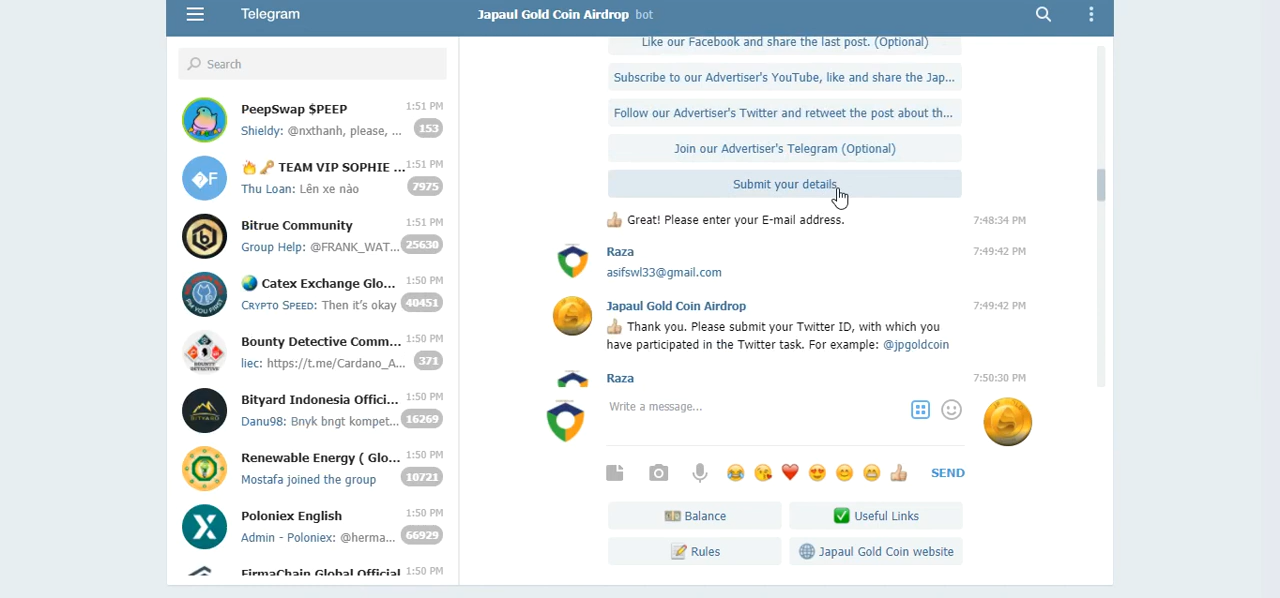 Telegram
Japaul Gold Coin Airdrop bot
Search
PeepSwap $PEEP 1:51 PM
Shieldy: @nxthanh, please, ... 153
🔥🔑 TEAM VIP SOPHIE ... 1:51 PM
�F
Thu Loan: Lên xe nào 7975
Bitrue Community 1:51 PM
Group Help: @FRANK_WAT... 25630
🌏 Catex Exchange Glo... 1:50 PM
Crypto Speed: Then it's okay 40451
Bounty Detective Comm... 1:50 PM
liec: https://t.me/Cardano_A... 371
Bityard Indonesia Offici... 1:50 PM
Danu98: Bnyk bngt kompet... 16269
Renewable Energy ( Glo... 1:50 PM
Mostafa joined the group 10721
Poloniex English 1:50 PM
Admin - Poloniex: @herma... 66929
FirmaChain Global Official 1:50 PM
Like our Facebook and share the last post. (Optional)
Subscribe to our Advertiser's YouTube, like and share the Jap...
Follow our Advertiser's Twitter and retweet the post about th...
Join our Advertiser's Telegram (Optional)
Submit your details
👍 Great! Please enter your E-mail address. 7:48:34 PM
Raza 7:49:42 PM
asifswl33@gmail.com
Japaul Gold Coin Airdrop 7:49:42 PM
👍 Thank you. Please submit your Twitter ID, with which you
have participated in the Twitter task. For example: @jpgoldcoin
Raza 7:50:30 PM
Write a message...
😂 😘 ❤️ 😍 😊 😁 👍 SEND
💵 Balance
✅ Useful Links
📝 Rules
🌐 Japaul Gold Coin website